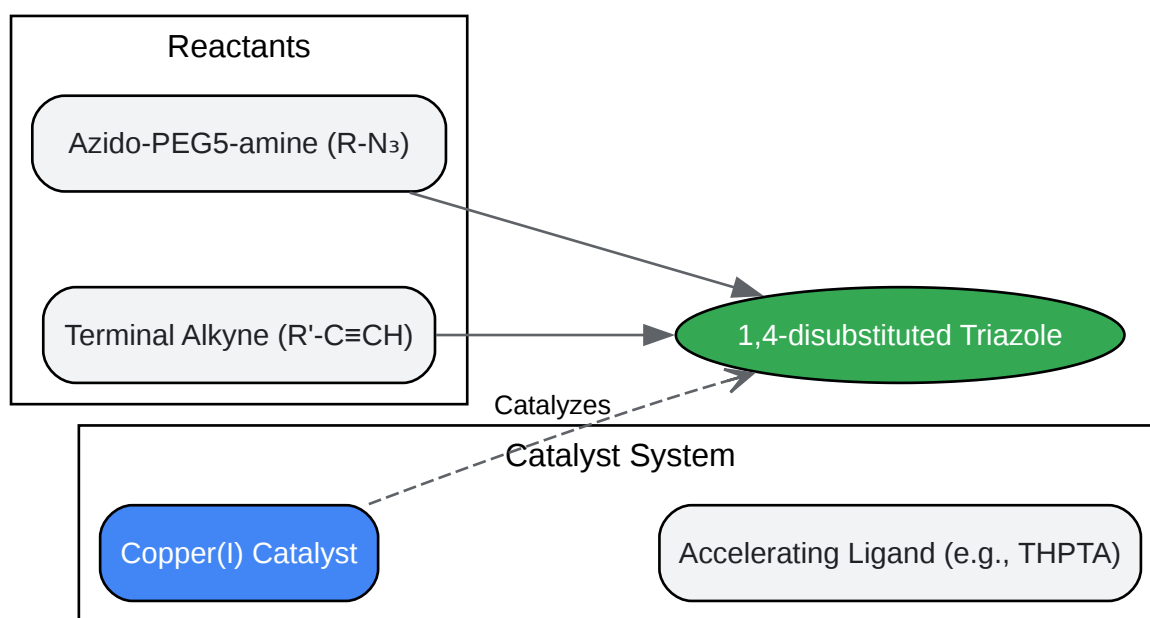 Reactants
Azido-PEG5-amine (R-N₃)
Terminal Alkyne (R'-C≡CH)
1,4-disubstituted Triazole
Catalyzes
Catalyst System
Copper(I) Catalyst
Accelerating Ligand (e.g., THPTA)